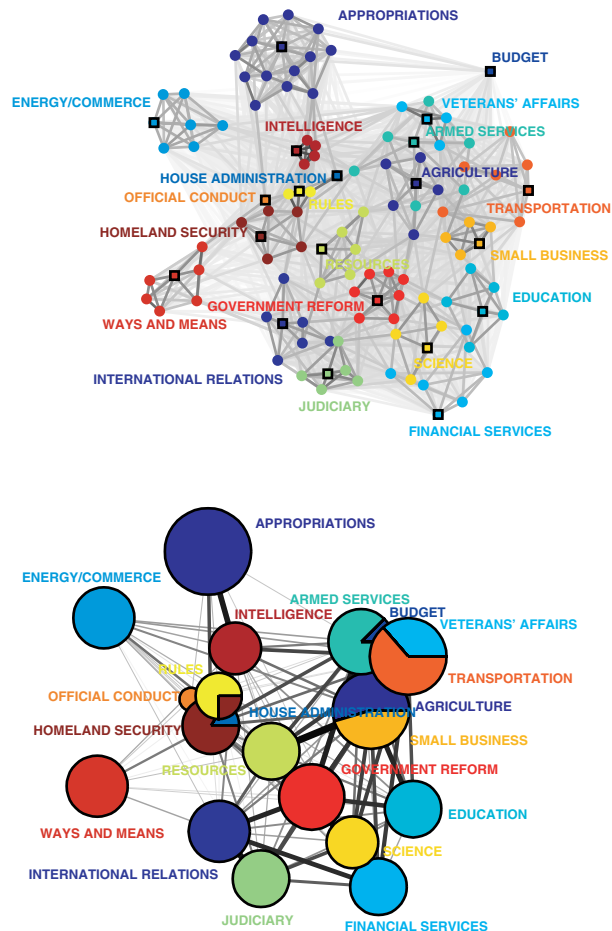 APPROPRIATIONS
BUDGET
ENERGY/COMMERCE
VETERANS' AFFAIRS
INTELLIGENCE
ARMED SERVICES
HOUSE ADMINISTRATION
AGRICULTURE
OFFICIAL CONDUCT
RULES
TRANSPORTATION
HOMELAND SECURITY
SMALL BUSINESS
RESOURCES
EDUCATION
GOVERNMENT REFORM
WAYS AND MEANS
SCIENCE
INTERNATIONAL RELATIONS
JUDICIARY
FINANCIAL SERVICES
APPROPRIATIONS
ENERGY/COMMERCE
ARMED SERVICES
BUDGET
INTELLIGENCE
VETERANS' AFFAIRS
RULES
TRANSPORTATION
OFFICIAL CONDUCT
AGRICULTURE
HOUSE ADMINISTRATION
HOMELAND SECURITY
SMALL BUSINESS
RESOURCES
GOVERNMENT REFORM
EDUCATION
WAYS AND MEANS
SCIENCE
INTERNATIONAL RELATIONS
JUDICIARY
FINANCIAL SERVICES